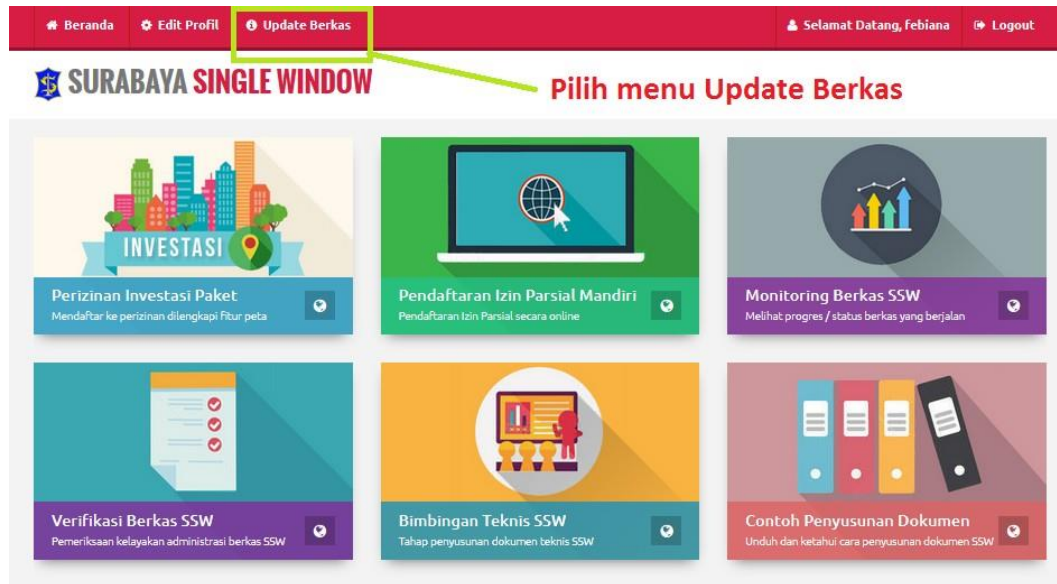 Beranda Edit Profil Update Berkas Selamat Datang, febiana Logout
SURABAYA SINGLE WINDOW
Pilih menu Update Berkas
INVESTASI
Perizinan Investasi Paket
Mendaftar ke perizinan dilengkapi fitur peta
Pendaftaran Izin Parsial Mandiri
Pendaftaran Izin Parsial secara online
Monitoring Berkas SSW
Melihat progres / status berkas yang berjalan
Verifikasi Berkas SSW
Pemeriksaan kelayakan administrasi berkas SSW
Bimbingan Teknis SSW
Tahap penyusunan dokumen teknis SSW
Contoh Penyusunan Dokumen
Unduh dan ketahui cara penyusunan dokumen SSW